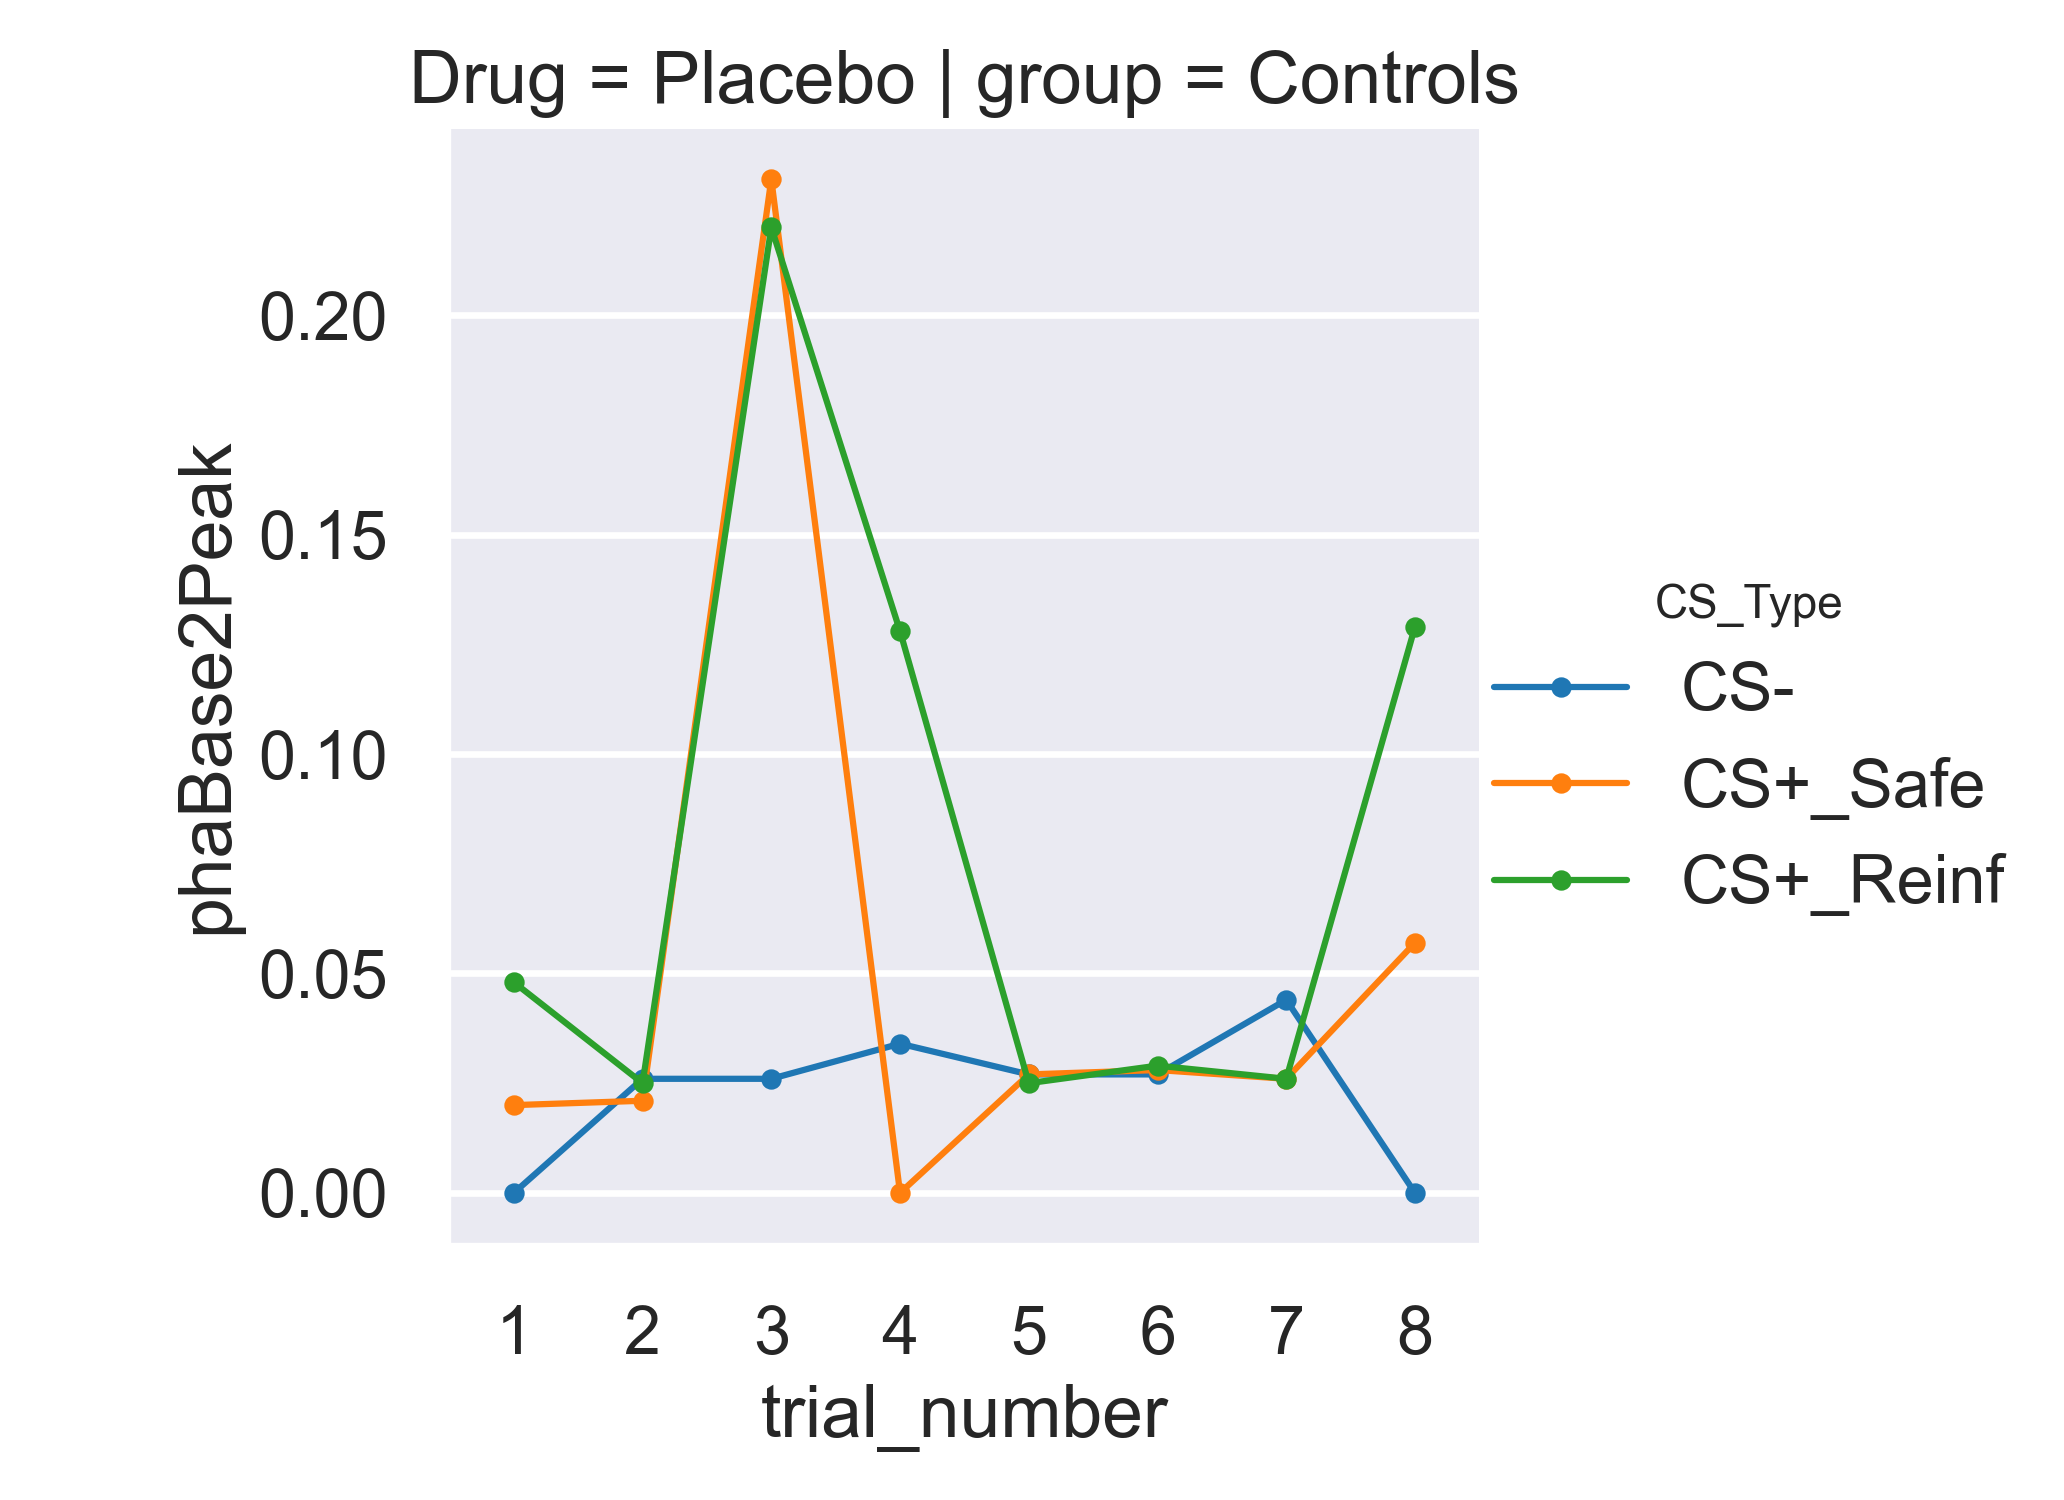 Drug = Placebo | group = Controls
phaBase2Peak
0.20
0.15
0.10
0.05
0.00
1 2 3 4 5 6 7 8
trial_number
CS_Type
CS-
CS+_Safe
CS+_Reinf